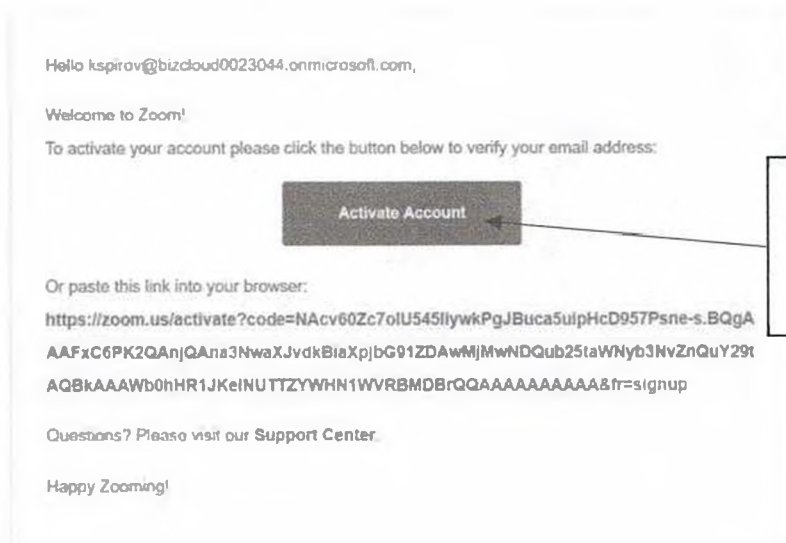 Hello kspirov@bizcloud0023044.onmicrosoft.com,
Welcome to Zoom!
To activate your account please click the button below to verify your email address:
Activate Account
Or paste this link into your browser:
https://zoom.us/activate?code=NAcv60Zc7oIU545IIywkPgJBuca5uIpHcD957Psne-s.BQgA
AAFxC6PK2QAnjQAna3NwaXJvdkBiaXpjbG91ZDAwMjMwNDQub25taWNyb3NvZnQuY29t
AQBkAAAWb0hHR1JKelNUTTZYWHN1WVRBMDBrQQAAAAAAAAAA&fr=signup
Questions? Please visit our Support Center.
Happy Zooming!